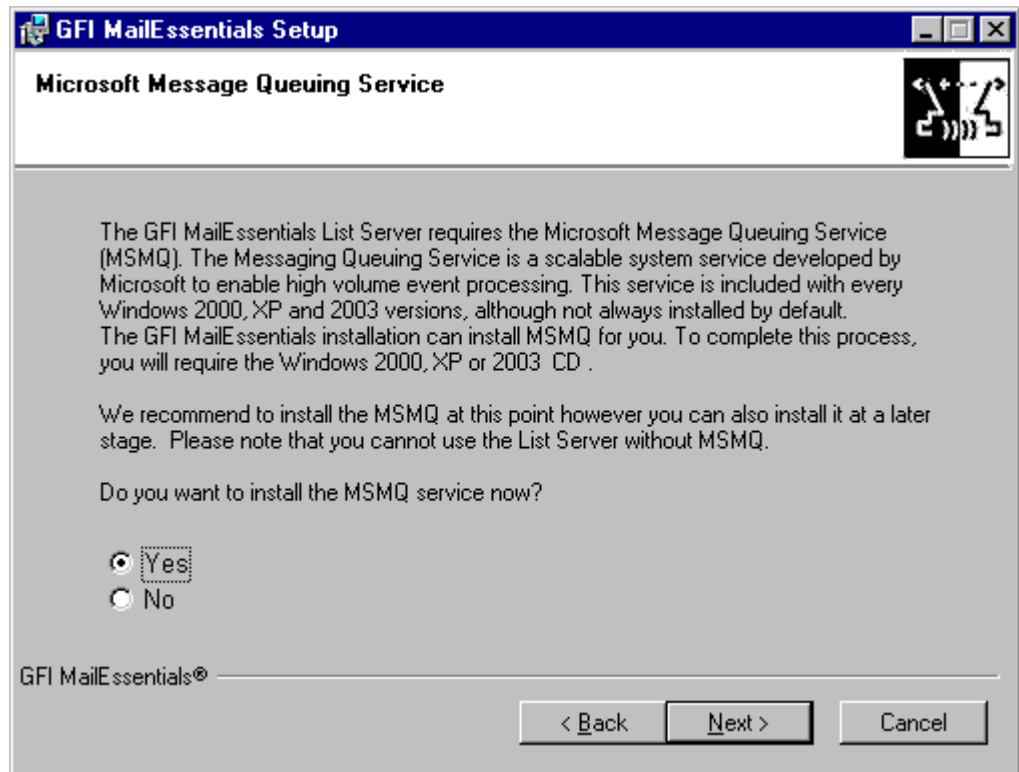 GFI MailEssentials Setup
Microsoft Message Queuing Service
The GFI MailEssentials List Server requires the Microsoft Message Queuing Service
(MSMQ). The Messaging Queuing Service is a scalable system service developed by
Microsoft to enable high volume event processing. This service is included with every
Windows 2000, XP and 2003 versions, although not always installed by default.
The GFI MailEssentials installation can install MSMQ for you. To complete this process,
you will require the Windows 2000, XP or 2003  CD .
We recommend to install the MSMQ at this point however you can also install it at a later
stage.  Please note that you cannot use the List Server without MSMQ.
Do you want to install the MSMQ service now?
Yes
No
GFI MailEssentials®
< Back Next > Cancel